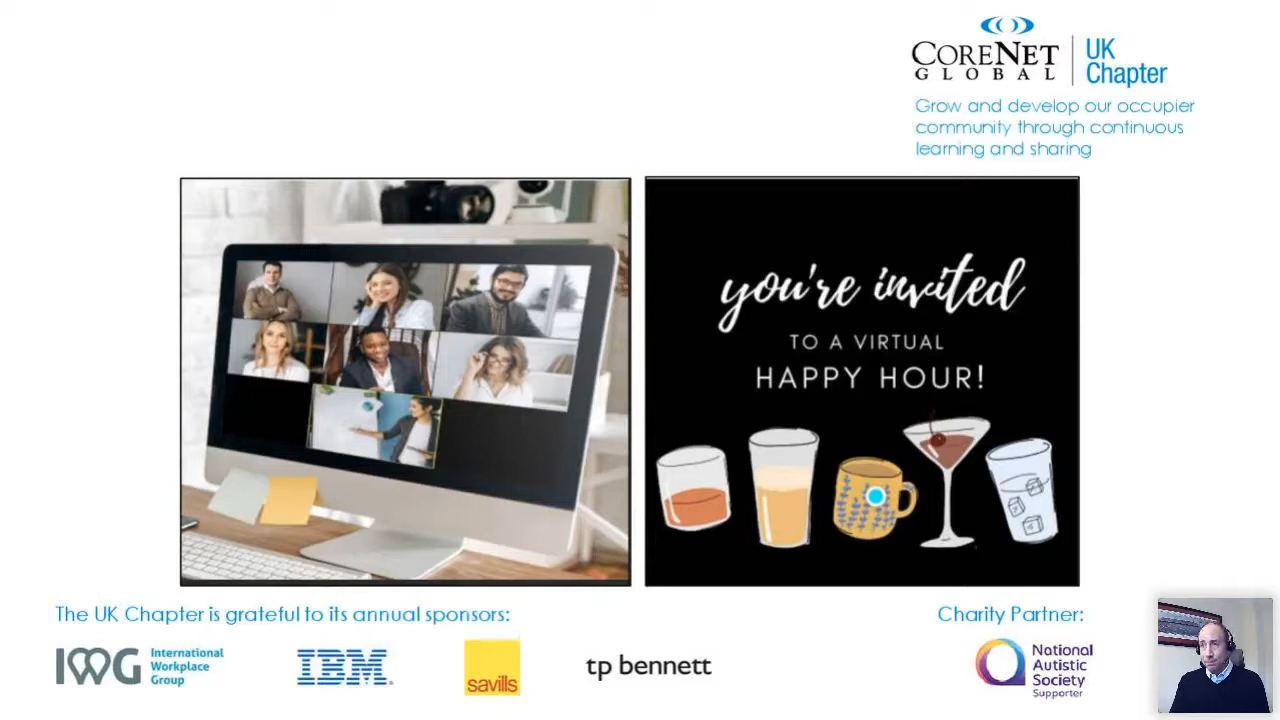 CORENET
GLOBAL
UK
Chapter
Grow and develop our occupier
community through continuous
learning and sharing
you're invited
TO A VIRTUAL
HAPPY HOUR!
The UK Chapter is grateful to its annual sponsors:
Charity Partner:
IWG International
Workplace
Group
IBM
savills
tp bennett
National
Autistic
Society
Supporter